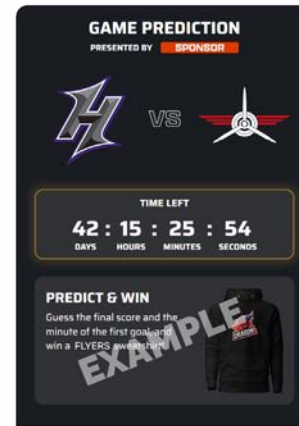 GAME PREDICTION
PRESENTED BY SPONSOR
VS
TIME LEFT
42 : 15 : 25 : 54
DAYS HOURS MINUTES SECONDS
PREDICT & WIN
Guess the final score and the
minute of the first goal, and
win a FLYERS sweatshirt!
EXAMPLE